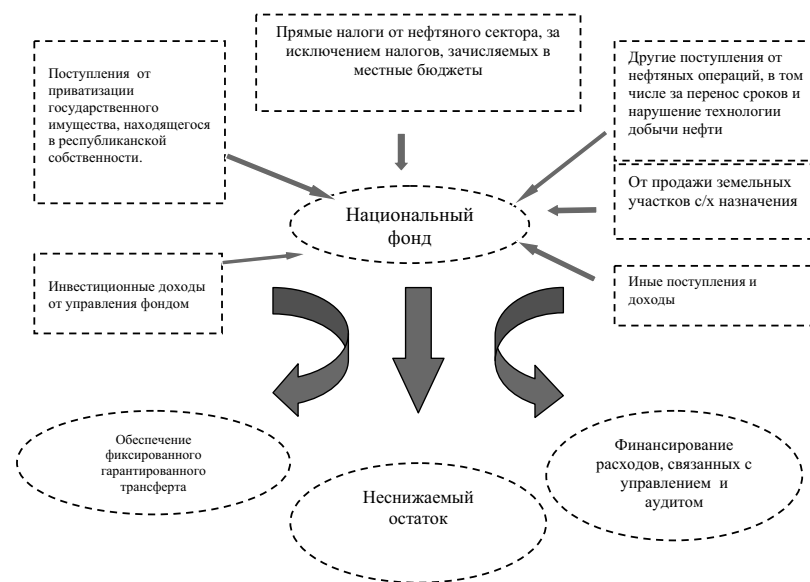 Прямые налоги от нефтяного сектора, за
исключением налогов, зачисляемых в
местные бюджеты
Поступления от
приватизации
государственного
имущества, находящегося
в республиканской
собственности.
Другие поступления от
нефтяных операций, в том
числе за перенос сроков и
нарушение технологии
добычи нефти
От продажи земельных
участков с/х назначения
Национальный
фонд
Инвестиционные доходы
от управления фондом
Иные поступления и
доходы
Обеспечение
фиксированного
гарантированного
трансферта
Неснижаемый
остаток
Финансирование
расходов, связанных с
управлением и
аудитом